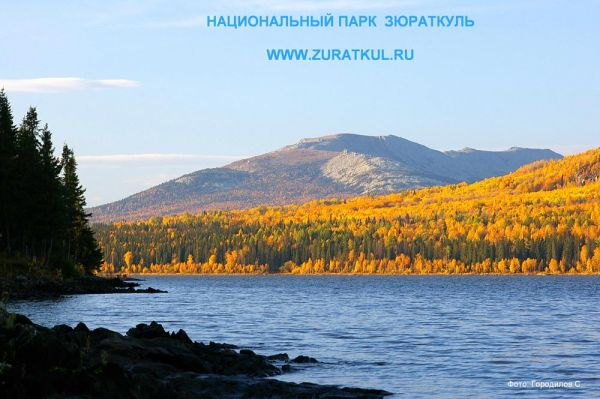 НАЦИОНАЛЬНЫЙ ПАРК ЗЮРАТКУЛЬ
WWW.ZURATKUL.RU
Фото: Городилов С